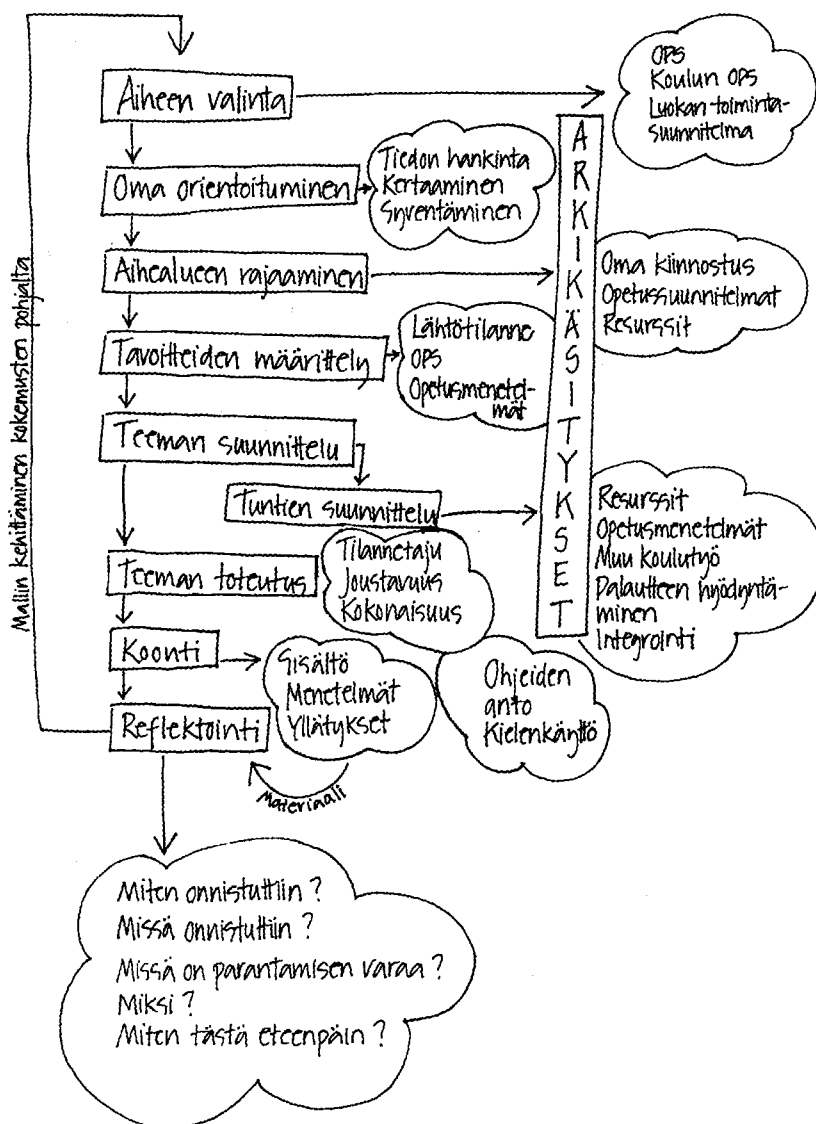 Aiheen valinta
OPS
Koulun OPS
Luokan toiminta-
suunnitelma
Oma orientoituminen
Tiedon hankinta
Kertaaminen
Syventäminen
Aihealueen rajaaminen
Oma kiinnostus
Opetussuunnitelmat
Resurssit
Tavoitteiden määrittely
Lähtötilanne
OPS
Opetusmenetel-
mät
Teeman suunnittelu
Tuntien suunnittelu
Resurssit
Opetusmenetelmät
Muu koulutyö
Palautteen hyödyntä-
minen
Integrointi
ARKIKÄSITYKSET
Teeman toteutus
Tilannetaju
Joustavuus
Kokonaisuus
Koonti
Sisältö
Menetelmät
Yllätykset
Ohjeiden
anto
Kielenkäyttö
Reflektointi
Materiaali
Mallin kehittäminen kokemusten pohjalta
Miten onnistuttiin?
Missä onnistuttiin?
Missä on parantamisen varaa?
Miksi?
Miten tästä eteenpäin?